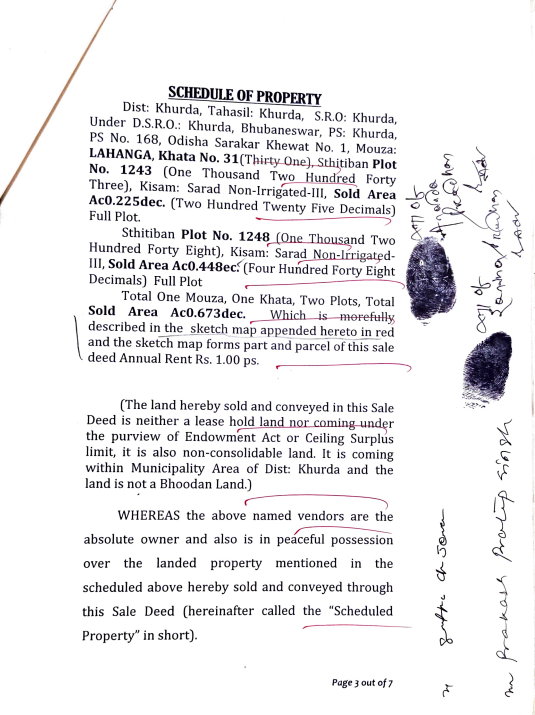 SCHEDULE OF PROPERTY
Dist: Khurda, Tahasil: Khurda, S.R.O: Khurda,
Under D.S.R.O.: Khurda, Bhubaneswar, PS: Khurda,
PS No. 168, Odisha Sarakar Khewat No. 1, Mouza:
LAHANGA, Khata No. 31(Thirty One), Sthitiban Plot
No. 1243 (One Thousand Two Hundred Forty
Three), Kisam: Sarad Non-Irrigated-III, Sold Area
Ac0.225dec. (Two Hundred Twenty Five Decimals)
Full Plot.
Sthitiban Plot No. 1248 (One Thousand Two
Hundred Forty Eight), Kisam: Sarad Non-Irrigated-
III, Sold Area Ac0.448ec. (Four Hundred Forty Eight
Decimals) Full Plot
Total One Mouza, One Khata, Two Plots, Total
Sold Area Ac0.673dec. Which is morefully
described in the sketch map appended hereto in red
and the sketch map forms part and parcel of this sale
deed Annual Rent Rs. 1.00 ps.
(The land hereby sold and conveyed in this Sale
Deed is neither a lease hold land nor coming under
the purview of Endowment Act or Ceiling Surplus
limit, it is also non-consolidable land. It is coming
within Municipality Area of Dist: Khurda and the
land is not a Bhoodan Land.)
WHEREAS the above named vendors are the
absolute owner and also is in peaceful possession
over the landed property mentioned in the
scheduled above hereby sold and conveyed through
this Sale Deed (hereinafter called the "Scheduled
Property" in short).
Page 3 out of 7
Prakash Pratap Singh